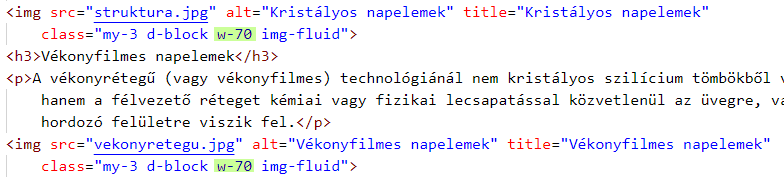 <img src="struktura.jpg" alt="Kristályos napelemek" title="Kristályos napelemek"
class="my-3 d-block w-70 img-fluid">
<h3>Vékonyfilmes napelemek</h3>
<p>A vékonyrétegű (vagy vékonyfilmes) technológiánál nem kristályos szilícium tömbökből
hanem a félvezető réteget kémiai vagy fizikai lecsapatással közvetlenül az üvegre,
hordozó felületre viszik fel.</p>
<img src="vekonyretegu.jpg" alt="Vékonyfilmes napelemek" title="Vékonyfilmes napelemek"
class="my-3 d-block w-70 img-fluid">